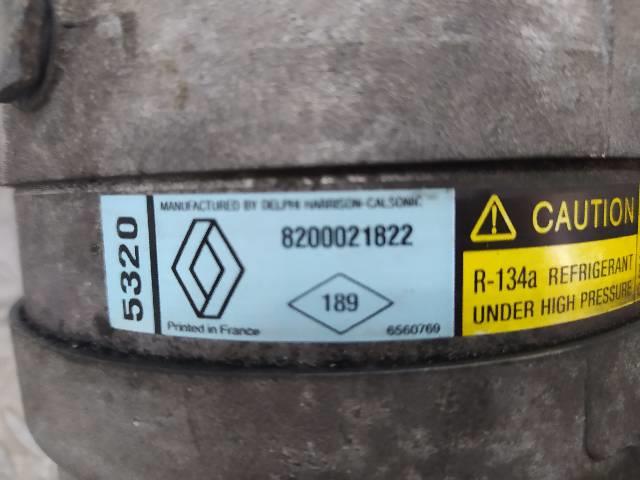 5320
MANUFACTURED BY DELPHI HARRISON-CALSONIC
8200021822
189
Printed in France
6560769
CAUTION
R-134a REFRIGERANT
UNDER HIGH PRESSURE